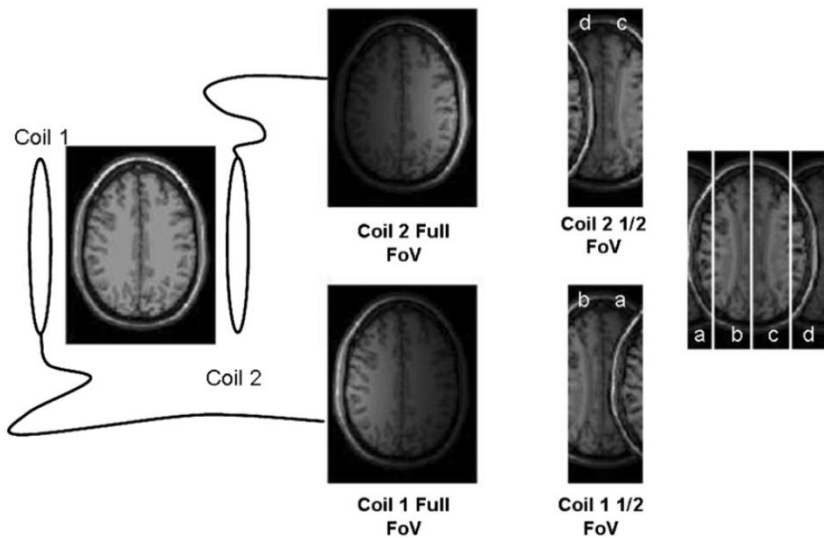 d c
Coil 1
Coil 2 Full
FoV
Coil 2 1/2
FoV
b a
a b c d
Coil 2
Coil 1 Full
FoV
Coil 1 1/2
FoV